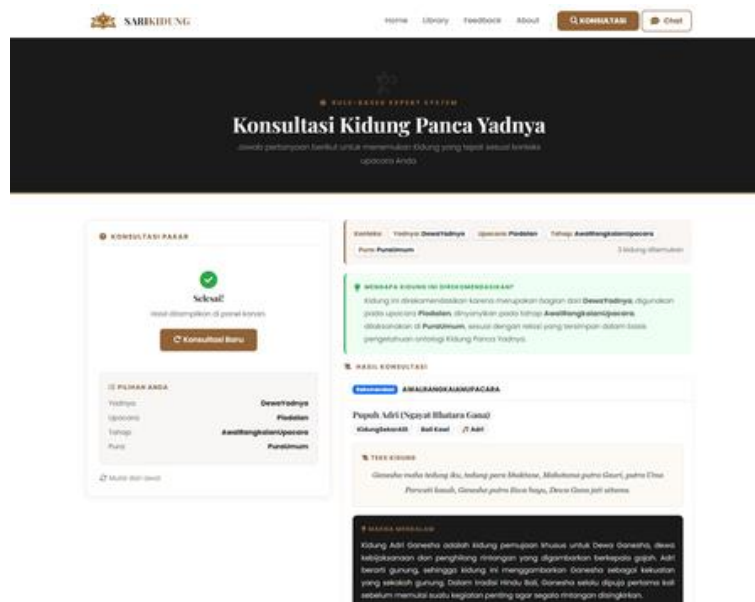 SARIKIDUNG
Home Library Feedback About KONSULTASI Chat
RULE-BASED EXPERT SYSTEM
Konsultasi Kidung Panca Yadnya
Jawab pertanyaan berikut untuk menemukan Kidung yang tepat sesuai konteks
upacara Anda.
KONSULTASI PAKAR
Selesai!
Hasil ditampilkan di panel kanan.
Konsultasi Baru
PILIHAN ANDA
Yadnya DewaYadnya
Upacara Piodalan
Tahap AwalRangkaianUpacara
Pura PuraUmum
Mulai dari awal
Konteks: Yadnya: DewaYadnya Upacara: Piodalan Tahap: AwalRangkaianUpacara
Pura: PuraUmum 3 kidung ditemukan
MENGAPA KIDUNG INI DIREKOMENDASIKAN?
Kidung ini direkomendasikan karena merupakan bagian dari DewaYadnya, digunakan
pada upacara Piodalan, dinyanyikan pada tahap AwalRangkaianUpacara,
dilaksanakan di PuraUmum, sesuai dengan relasi yang tersimpan dalam basis
pengetahuan ontologi Kidung Panca Yadnya.
HASIL KONSULTASI
Rekomendasi AWALRANGKAIANUPACARA
Pupuh Adri (Ngayat Bhatara Gana)
Bali Kawi Adri
TEKS KIDUNG
MAKNA MENDALAM
Kidung Adri Ganesha adalah kidung pemujaan khusus untuk Dewa Ganesha, dewa
kebijaksanaan dan penghilang rintangan yang digambarkan berkepala gajah. Adri
berarti gunung, sehingga kidung ini menggambarkan Ganesha sebagai kekuatan
yang sekokoh gunung. Dalam tradisi Hindu Bali, Ganesha selalu dipuja pertama kali
sebelum memulai suatu kegiatan penting agar segala rintangan disingkirkan.